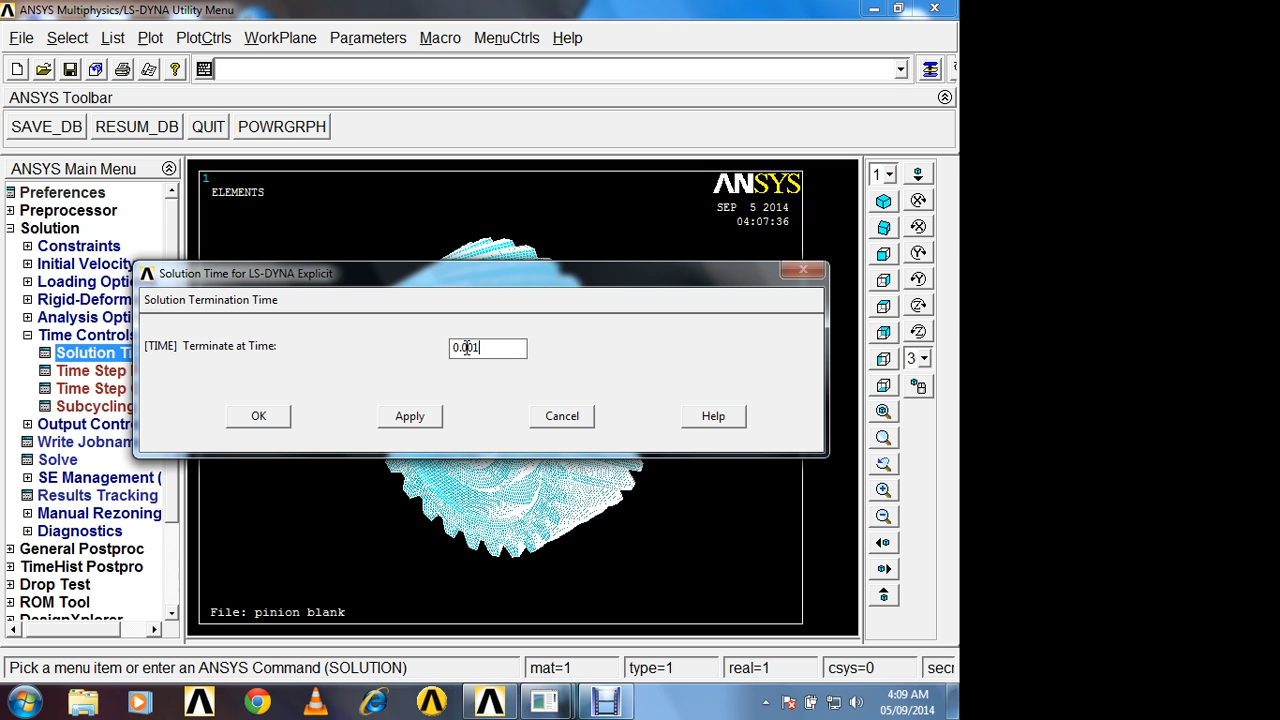 ANSYS Multiphysics/LS-DYNA Utility Menu
File Select List Plot PlotCtrls WorkPlane Parameters Macro MenuCtrls Help
ANSYS Toolbar
SAVE_DB RESUM_DB QUIT POWRGRPH
ANSYS Main Menu
Preferences
Preprocessor
Solution
Constraints
Initial Velocity
Loading Opti
Rigid-Deform
Analysis Opti
Time Controls
Solution T
Time Step
Time Step
Subcycling
Output Contro
Write Jobnam
Solve
SE Management (
Results Tracking
Manual Rezoning
Diagnostics
General Postproc
TimeHist Postpro
Drop Test
ROM Tool
DesignXplorer
1
ELEMENTS
ANSYS
SEP 5 2014
04:07:36
File: pinion blank
Solution Time for LS-DYNA Explicit
Solution Termination Time
[TIME] Terminate at Time:
0.001
OK Apply Cancel Help
1
3
Pick a menu item or enter an ANSYS Command (SOLUTION)
mat=1 type=1 real=1 csys=0 secn
4:09 AM
05/09/2014